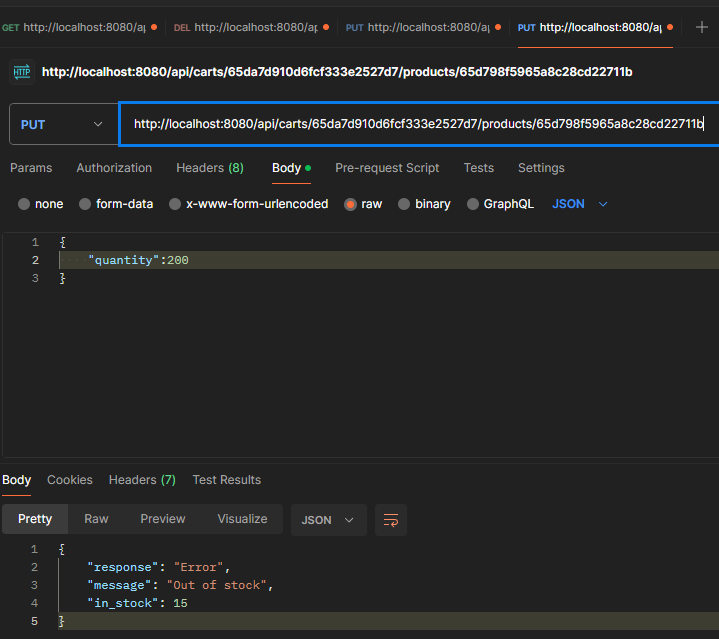 GET http://localhost:8080/ap DEL http://localhost:8080/ap PUT http://localhost:8080/ap PUT http://localhost:8080/ap +
HTTP http://localhost:8080/api/carts/65da7d910d6fcf333e2527d7/products/65d798f5965a8c28cd22711b
PUT http://localhost:8080/api/carts/65da7d910d6fcf333e2527d7/products/65d798f5965a8c28cd22711b
Params Authorization Headers (8) Body Pre-request Script Tests Settings
none form-data x-www-form-urlencoded raw binary GraphQL JSON
1 {
2 "quantity":200
3 }
Body Cookies Headers (7) Test Results
Pretty Raw Preview Visualize JSON
1 {
2 "response": "Error",
3 "message": "Out of stock",
4 "in_stock": 15
5 }